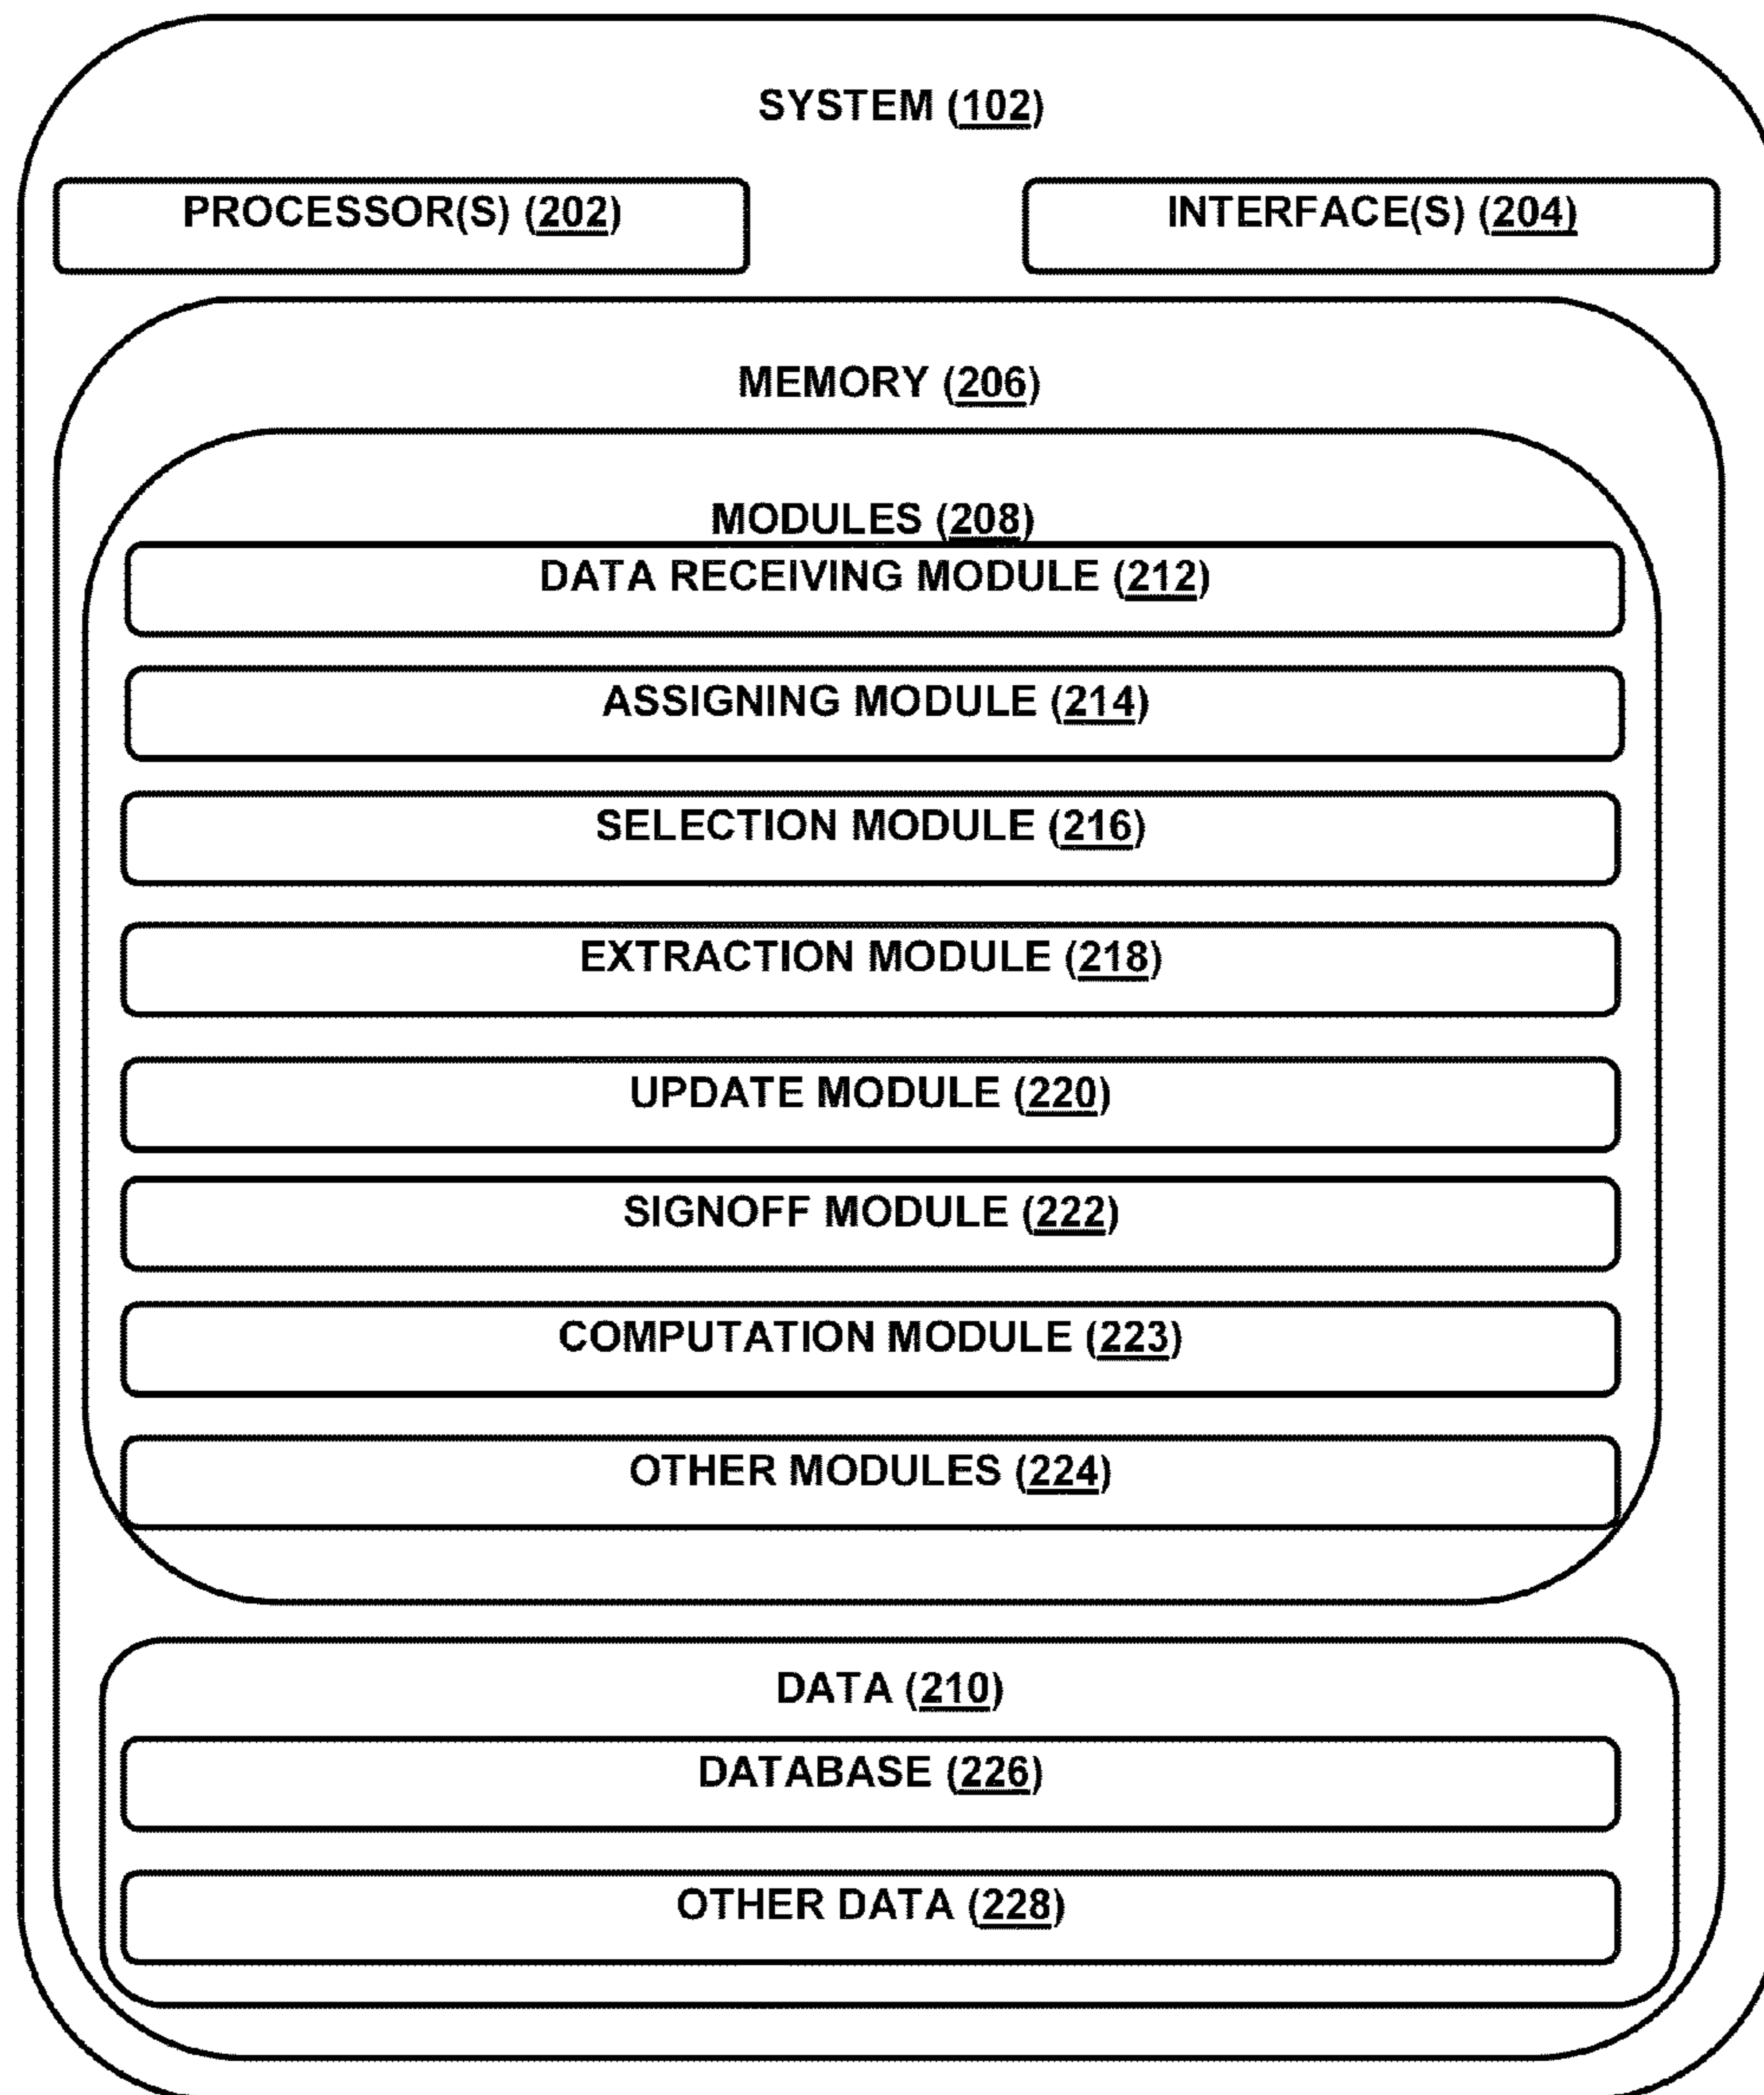 SYSTEM (102)
PROCESSOR(S) (202)
INTERFACE(S) (204)
MEMORY (206)
MODULES (208)
DATA RECEIVING MODULE (212)
ASSIGNING MODULE (214)
SELECTION MODULE (216)
EXTRACTION MODULE (218)
UPDATE MODULE (220)
SIGNOFF MODULE (222)
COMPUTATION MODULE (223)
OTHER MODULES (224)
DATA (210)
DATABASE (226)
OTHER DATA (228)